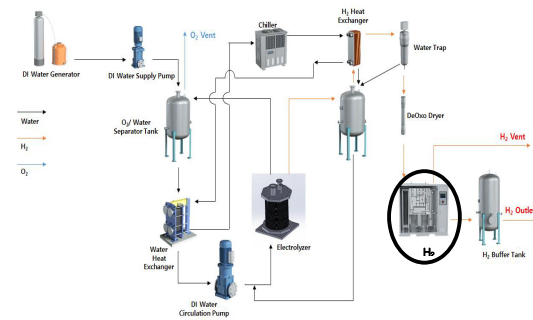 DI Water Generator
DI Water Supply Pump
O₂ Vent
Chiller
H₂ Heat
Exchanger
Water Trap
Water
H₂
O₂
O₂/ Water
Separator Tank
DeOxo Dryer
H₂ Vent
H₂ Outle
Water
Heat
Exchanger
Electrolyzer
H₂
H₂ Buffer Tank
DI Water
Circulation Pump